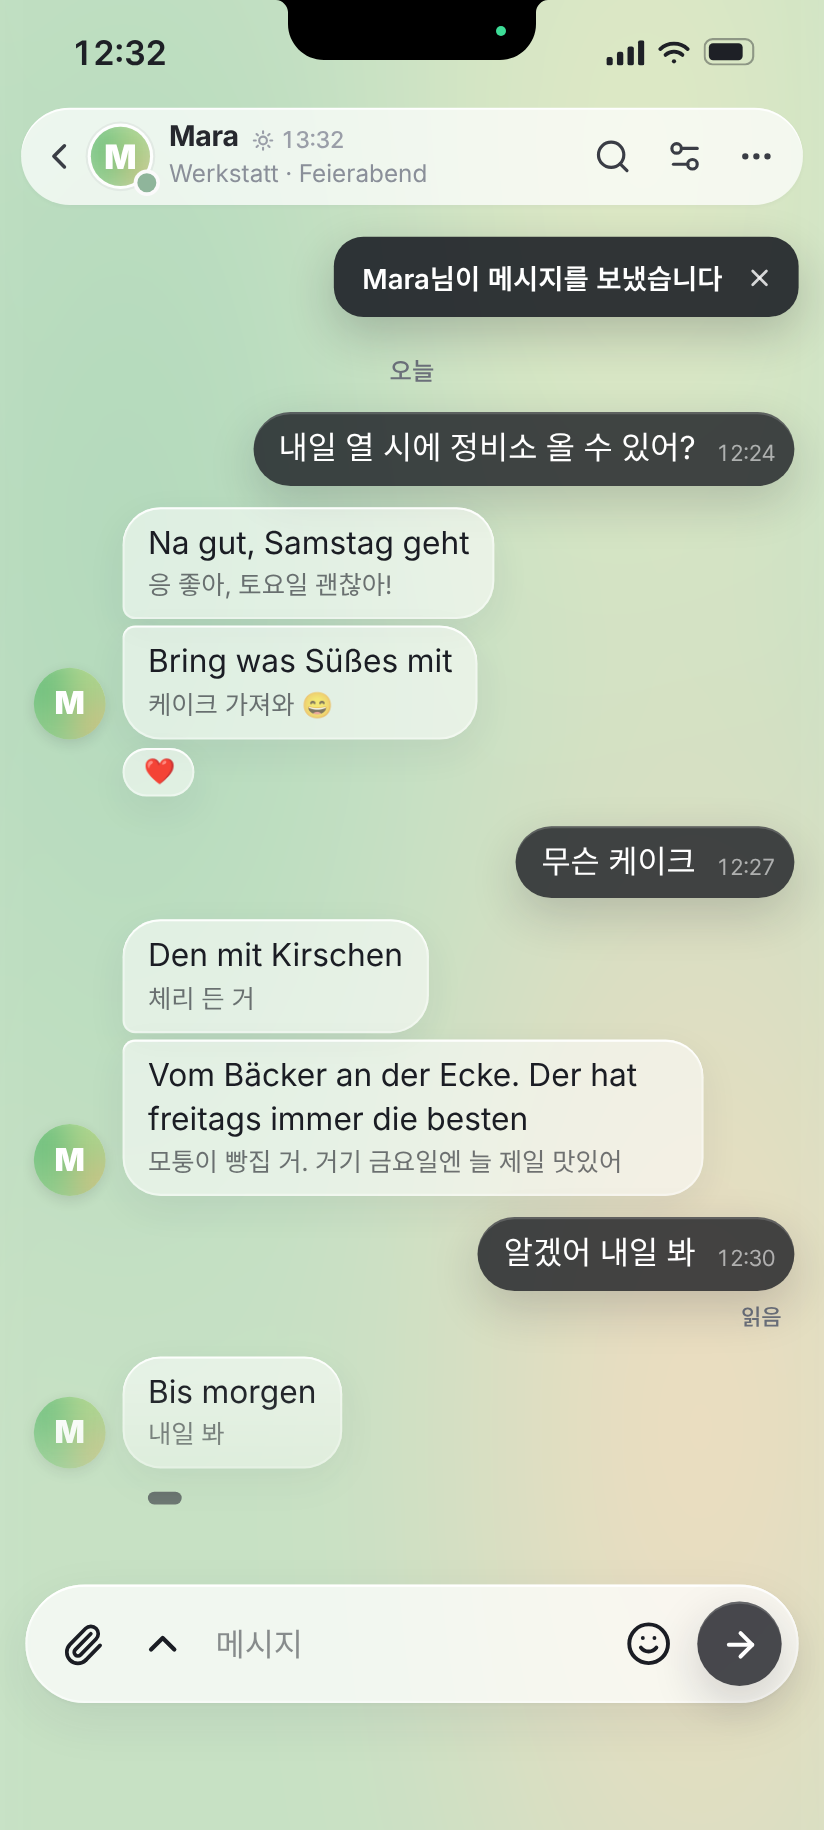 12:32
M
Mara 13:32
Werkstatt · Feierabend
Mara님이 메시지를 보냈습니다
오늘
내일 열 시에 정비소 올 수 있어? 12:24
Na gut, Samstag geht
응 좋아, 토요일 괜찮아!
Bring was Süßes mit
케이크 가져와 😄
M
❤️
무슨 케이크 12:27
Den mit Kirschen
체리 든 거
Vom Bäcker an der Ecke. Der hat
freitags immer die besten
모퉁이 빵집 거. 거기 금요일엔 늘 제일 맛있어
M
알겠어 내일 봐 12:30
읽음
Bis morgen
내일 봐
M
메시지